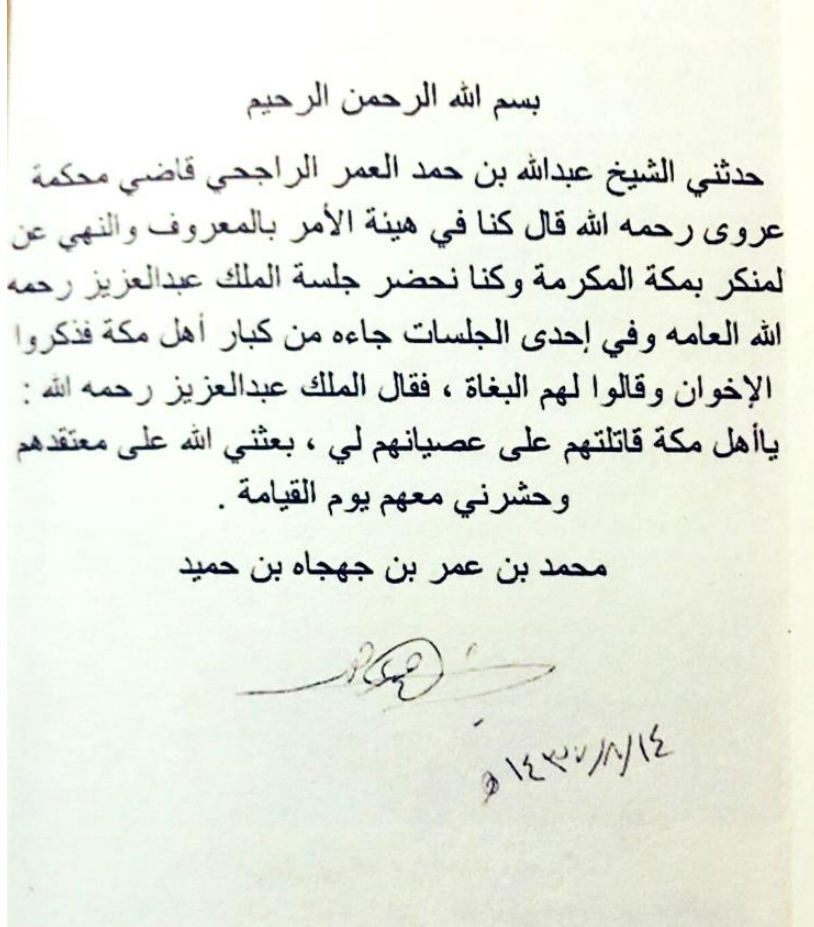 بسم الله الرحمن الرحيم
حدثني الشيخ عبدالله بن حمد العمر الراجحي قاضي محكمة
عروى رحمه الله قال كنا في هيئة الأمر بالمعروف والنهي عن
لمنكر بمكة المكرمة وكنا نحضر جلسة الملك عبدالعزيز رحمه
الله العامه وفي إحدى الجلسات جاءه من كبار أهل مكة فذكروا
الإخوان وقالوا لهم البغاة ، فقال الملك عبدالعزيز رحمه الله :
ياأهل مكة قاتلتهم على عصيانهم لي ، بعثني الله على معتقدهم
وحشرني معهم يوم القيامة .
محمد بن عمر بن جهجاه بن حميد
١٤٣٧/٨/١٤ه